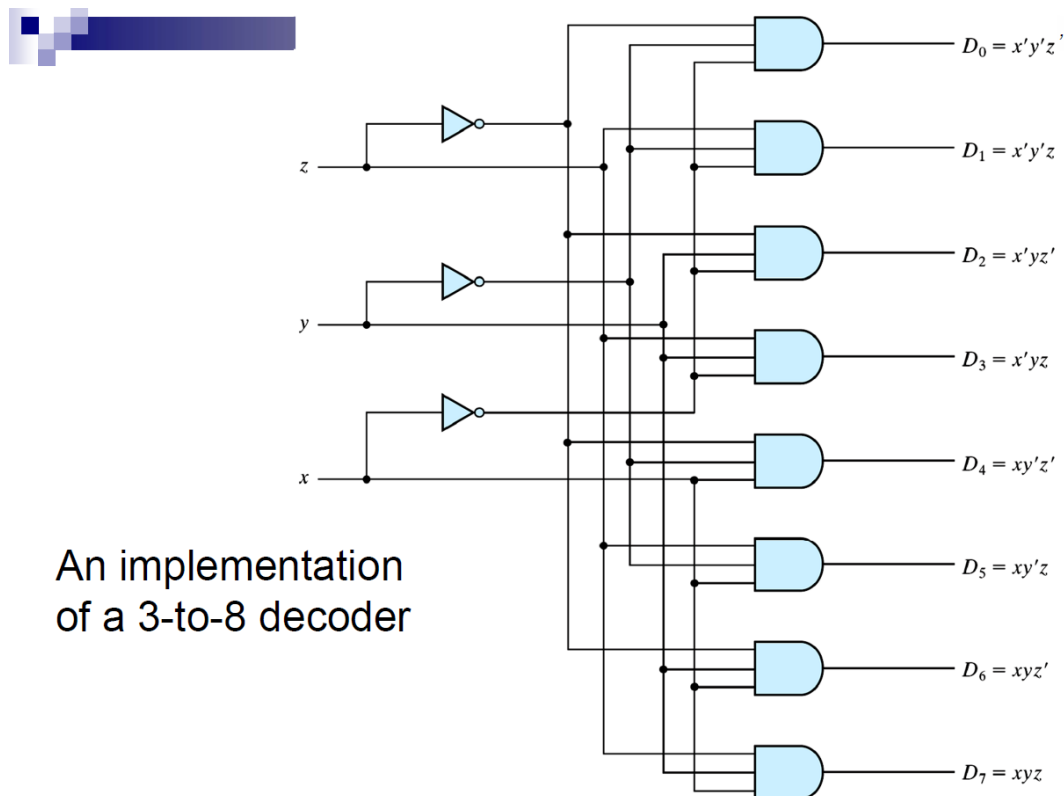 D₀ = x'y'z'
D₁ = x'y'z
z
D₂ = x'yz'
y
D₃ = x'yz
D₄ = xy'z'
x
An implementation
of a 3-to-8 decoder
D₅ = xy'z
D₆ = xyz'
D₇ = xyz